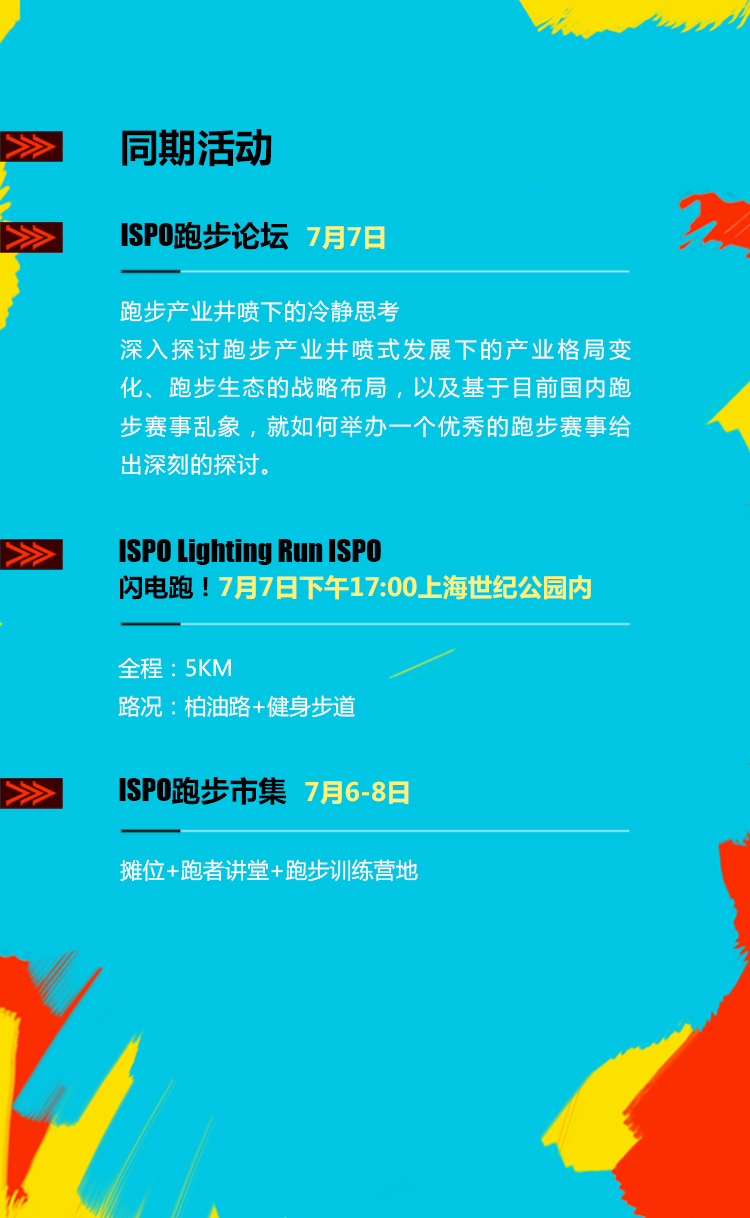 同期活动
ISPO跑步论坛 7月7日
跑步产业井喷下的冷静思考
深入探讨跑步产业井喷式发展下的产业格局变
化、跑步生态的战略布局，以及基于目前国内跑
步赛事乱象，就如何举办一个优秀的跑步赛事给
出深刻的探讨。
ISPO Lighting Run ISPO
闪电跑！7月7日下午17:00上海世纪公园内
全程：5KM
路况：柏油路+健身步道
ISPO跑步市集 7月6-8日
摊位+跑者讲堂+跑步训练营地